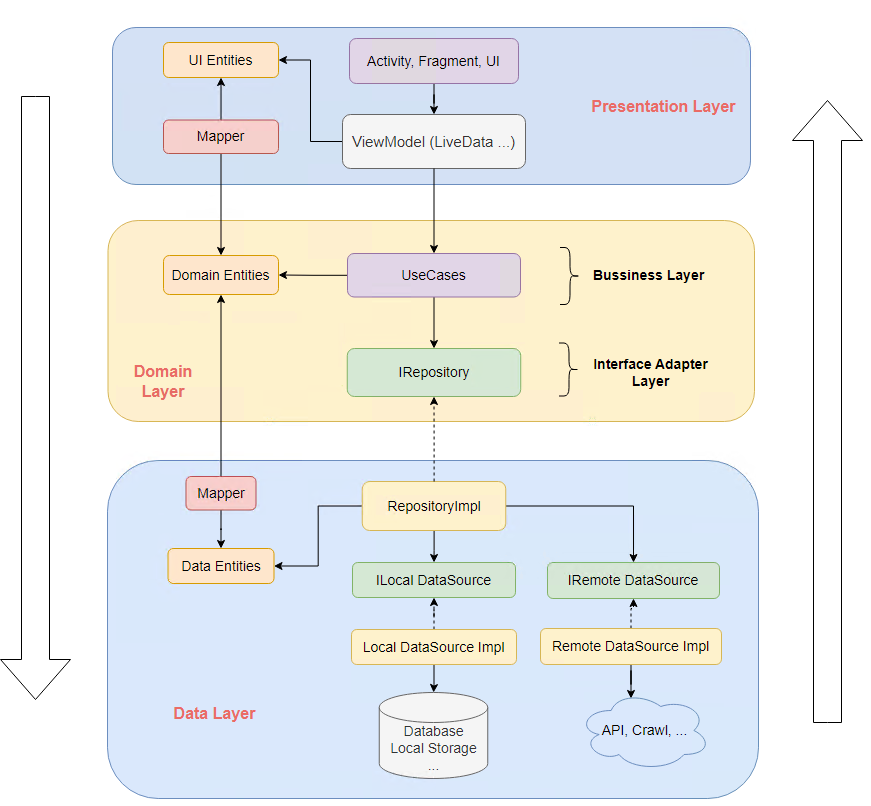 UI Entities
Activity, Fragment, UI
Presentation Layer
Mapper
ViewModel (LiveData ...)
Domain Entities
UseCases
Bussiness Layer
Domain
Layer
IRepository
Interface Adapter
Layer
Mapper
RepositoryImpl
Data Entities
ILocal DataSource
IRemote DataSource
Local DataSource Impl
Remote DataSource Impl
Data Layer
Database
Local Storage
...
API, Crawl, ...